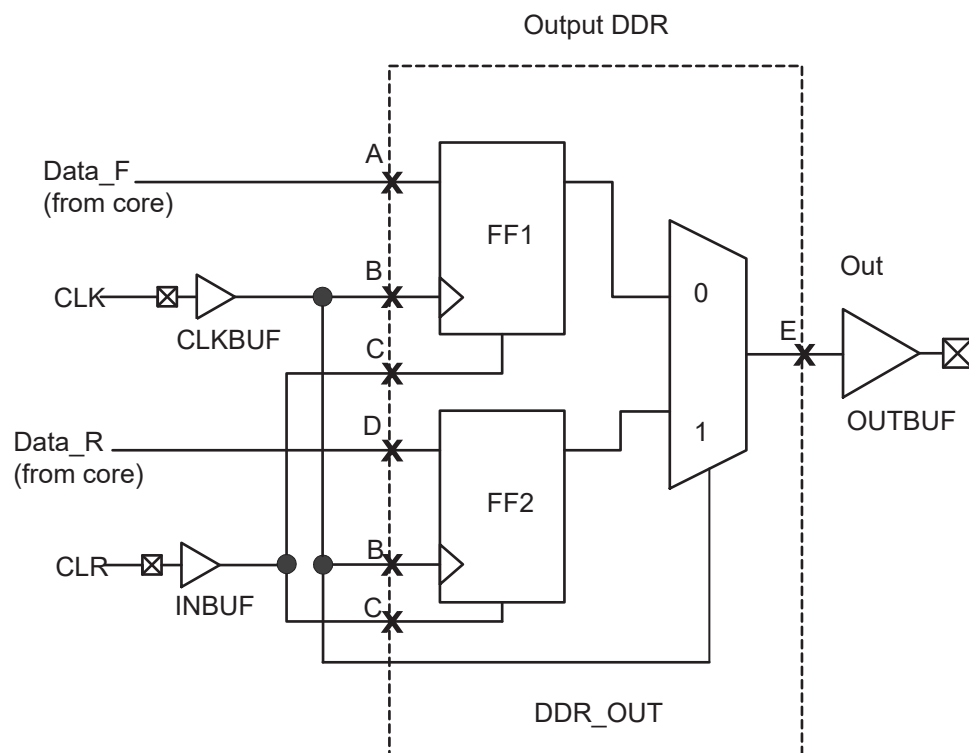 Output DDR
A
Data_F
(from core)
FF1
B
CLK
CLKBUF
0
Out
C
E
D
Data_R
(from core)
1
OUTBUF
FF2
B
CLR
INBUF
C
DDR_OUT